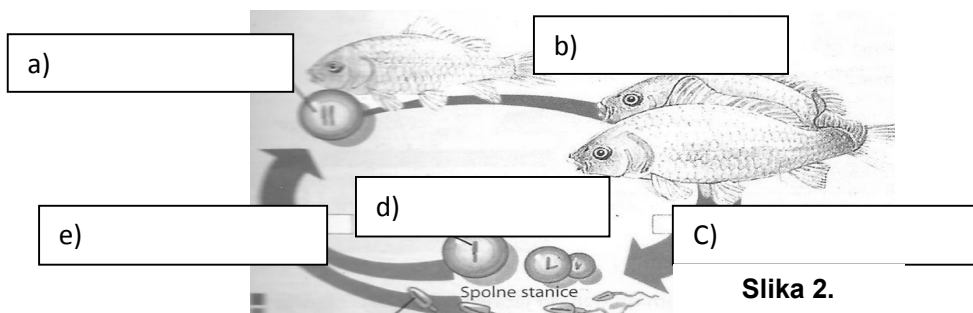 a)
b)
d)
e)
C)
Spolne stanice
Slika 2.